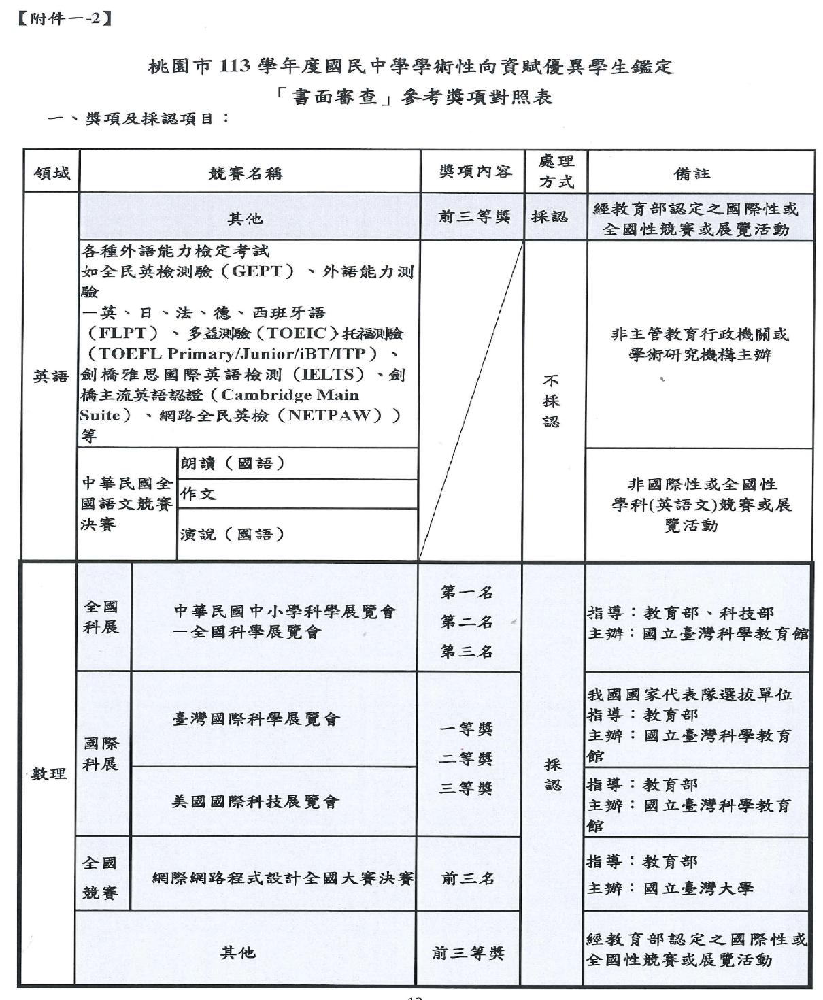 【附件一-2】
桃園市 113 學年度國民中學學術性向資賦優異學生鑑定
「書面審查」參考獎項對照表
一、獎項及採認項目：
領域
競賽名稱
獎項內容
處理
方式
備註
英語
其他
前三等獎
採認
經教育部認定之國際性或
全國性競賽或展覽活動
各種外語能力檢定考試
如全民英檢測驗（GEPT）、外語能力測
驗
－英、日、法、德、西班牙語
（FLPT）、多益測驗（TOEIC）托福測驗
（TOEFL Primary/Junior/iBT/ITP）、
劍橋雅思國際英語檢測（IELTS）、劍
橋主流英語認證（Cambridge Main
Suite）、網路全民英檢（NETPAW））
等
不
採
認
非主管教育行政機關或
學術研究機構主辦
中華民國全
國語文競賽
決賽
朗讀（國語）
作文
演說（國語）
非國際性或全國性
學科(英語文)競賽或展
覽活動
數理
全國
科展
中華民國中小學科學展覽會
－全國科學展覽會
第一名
第二名
第三名
採
認
指導：教育部、科技部
主辦：國立臺灣科學教育館
國際
科展
臺灣國際科學展覽會
一等獎
二等獎
三等獎
我國國家代表隊選拔單位
指導：教育部
主辦：國立臺灣科學教育
館
美國國際科技展覽會
指導：教育部
主辦：國立臺灣科學教育
館
全國
競賽
網際網路程式設計全國大賽決賽
前三名
指導：教育部
主辦：國立臺灣大學
其他
前三等獎
經教育部認定之國際性或
全國性競賽或展覽活動